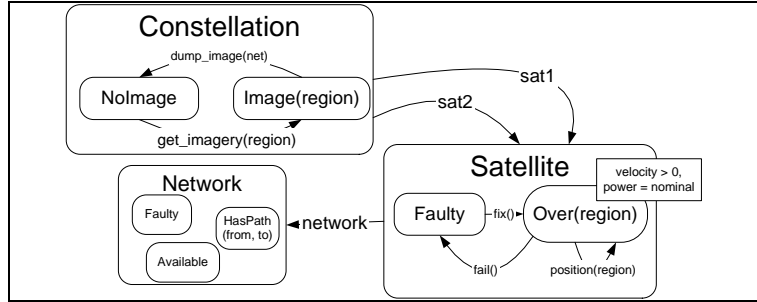 Constellation
dump_image(net)
NoImage
Image(region)
get_imagery(region)
sat1
sat2
Satellite
velocity > 0,
power = nominal
Faulty
fix()
Over(region)
fail()
position(region)
network
Network
Faulty
HasPath
(from, to)
Available